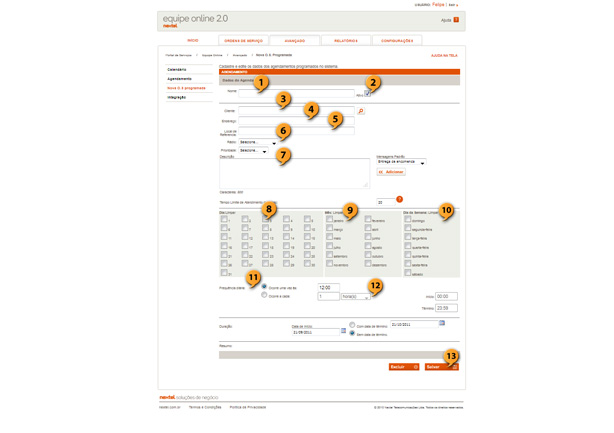 USUÁRIO: Felipe | Sair
equipe online 2.0
nextel
Ajuda ?
INÍCIO ORDENS DE SERVIÇO AVANÇADO RELATÓRIOS CONFIGURAÇÕES
Portal de Serviços Equipe Online Avançado Nova O.S. Programada
AJUDA NA TELA
Calendário
Agendamento
Nova O.S programada
Integração
Cadastre e edite os dados dos agendamentos programados no sistema.
AGENDAMENTO
Dados do Agenda
1
2
Nome
Ativo
3
Cliente
4
Endereço
5
Local de
Referência
6
Rádio Selecione...
Prioridade Selecione...
7
Descrição
Mensagens Padrão
Entrega de encomenda
Adicionar
Caracteres: 600
Tempo Limite de Atendimento
30 ?
8
9
10
Dia Limpar
Mês Limpar
Dia da Semana Limpar
1 2 3 4 5
6 7 8 9 10
11 12 13 14 15
16 17 18 19 20
21 22 23 24 25
26 27 28 29 30
31
janeiro fevereiro
março abril
maio junho
julho agosto
setembro outubro
novembro dezembro
domingo
segunda-feira
terça-feira
quarta-feira
quinta-feira
sexta-feira
sábado
11
12
Frequência diária
Ocorre uma vez às 12:00
Ocorre a cada 1 hora(s)
Início 00:00
Término 23:59
Duração
Data de Início
21/09/2011
Com data de término 21/10/2011
Sem data de término
Resumo
13
Excluir
Salvar
nextel soluções de negócio
nextel.com.br Termos e Condições Política de Privacidade
© 2010 Nextel Telecomunicações Ltda. Todos os direitos reservados.